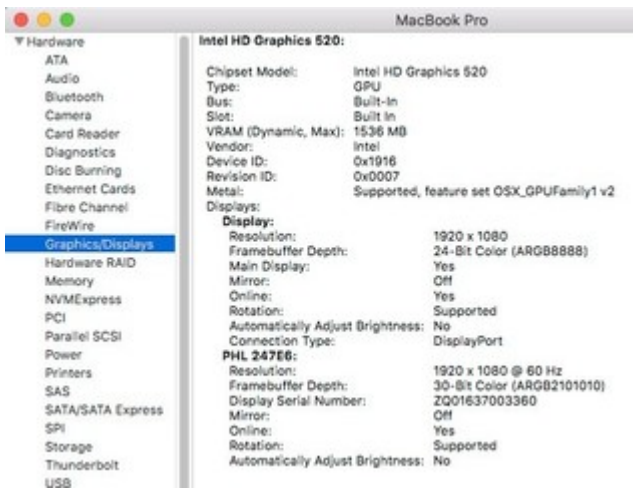 MacBook Pro
Hardware
ATA
Audio
Bluetooth
Camera
Card Reader
Diagnostics
Disc Burning
Ethernet Cards
Fibre Channel
FireWire
Graphics/Displays
Hardware RAID
Memory
NVMExpress
PCI
Parallel SCSI
Power
Printers
SAS
SATA/SATA Express
SPI
Storage
Thunderbolt
USB
Intel HD Graphics 520:
Chipset Model: Intel HD Graphics 520
Type: GPU
Bus: Built-In
Slot: Built In
VRAM (Dynamic, Max): 1536 MB
Vendor: Intel
Device ID: 0x1916
Revision ID: 0x0007
Metal: Supported, feature set OSX_GPUFamily1 v2
Displays:
Display:
Resolution: 1920 x 1080
Framebuffer Depth: 24-Bit Color (ARGB8888)
Main Display: Yes
Mirror: Off
Online: Yes
Rotation: Supported
Automatically Adjust Brightness: No
Connection Type: DisplayPort
PHL 247E6:
Resolution: 1920 x 1080 @ 60 Hz
Framebuffer Depth: 30-Bit Color (ARGB2101010)
Display Serial Number: ZQ01637003360
Mirror: Off
Online: Yes
Rotation: Supported
Automatically Adjust Brightness: No